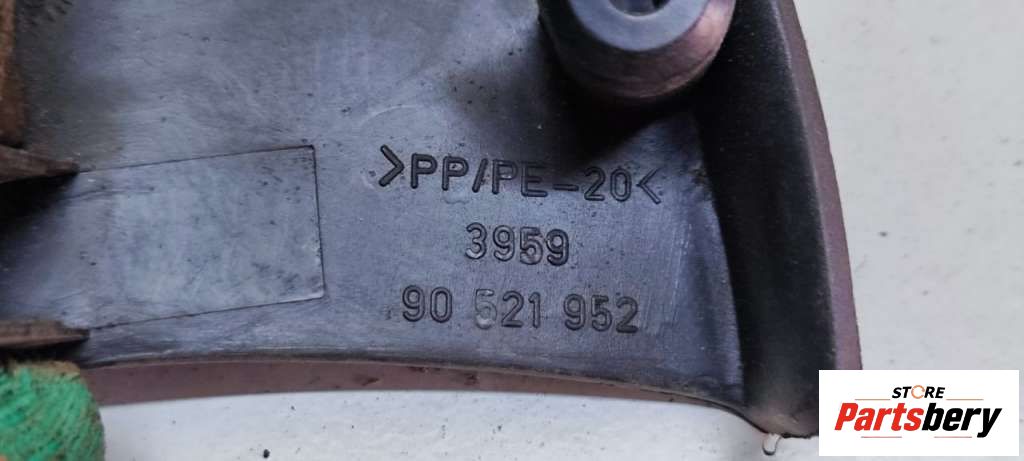 >PP/PE-20<
3959
90 521 952
STORE
Partsbery